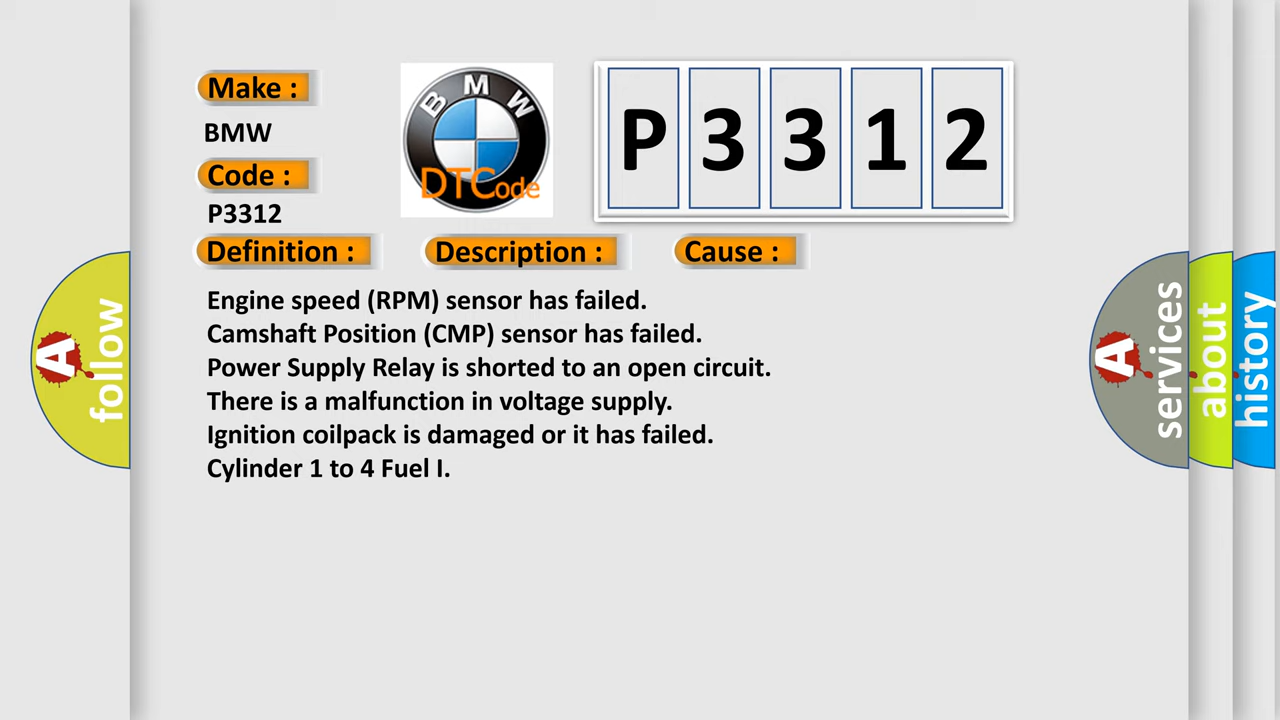 Make :
BMW
Code :
P3312
B M W
DTCode
P 3 3 1 2
Definition :
Description :
Cause :
Engine speed (RPM) sensor has failed.
Camshaft Position (CMP) sensor has failed.
Power Supply Relay is shorted to an open circuit.
There is a malfunction in voltage supply.
Ignition coilpack is damaged or it has failed.
Cylinder 1 to 4 Fuel I.
A follow
A services
about
history